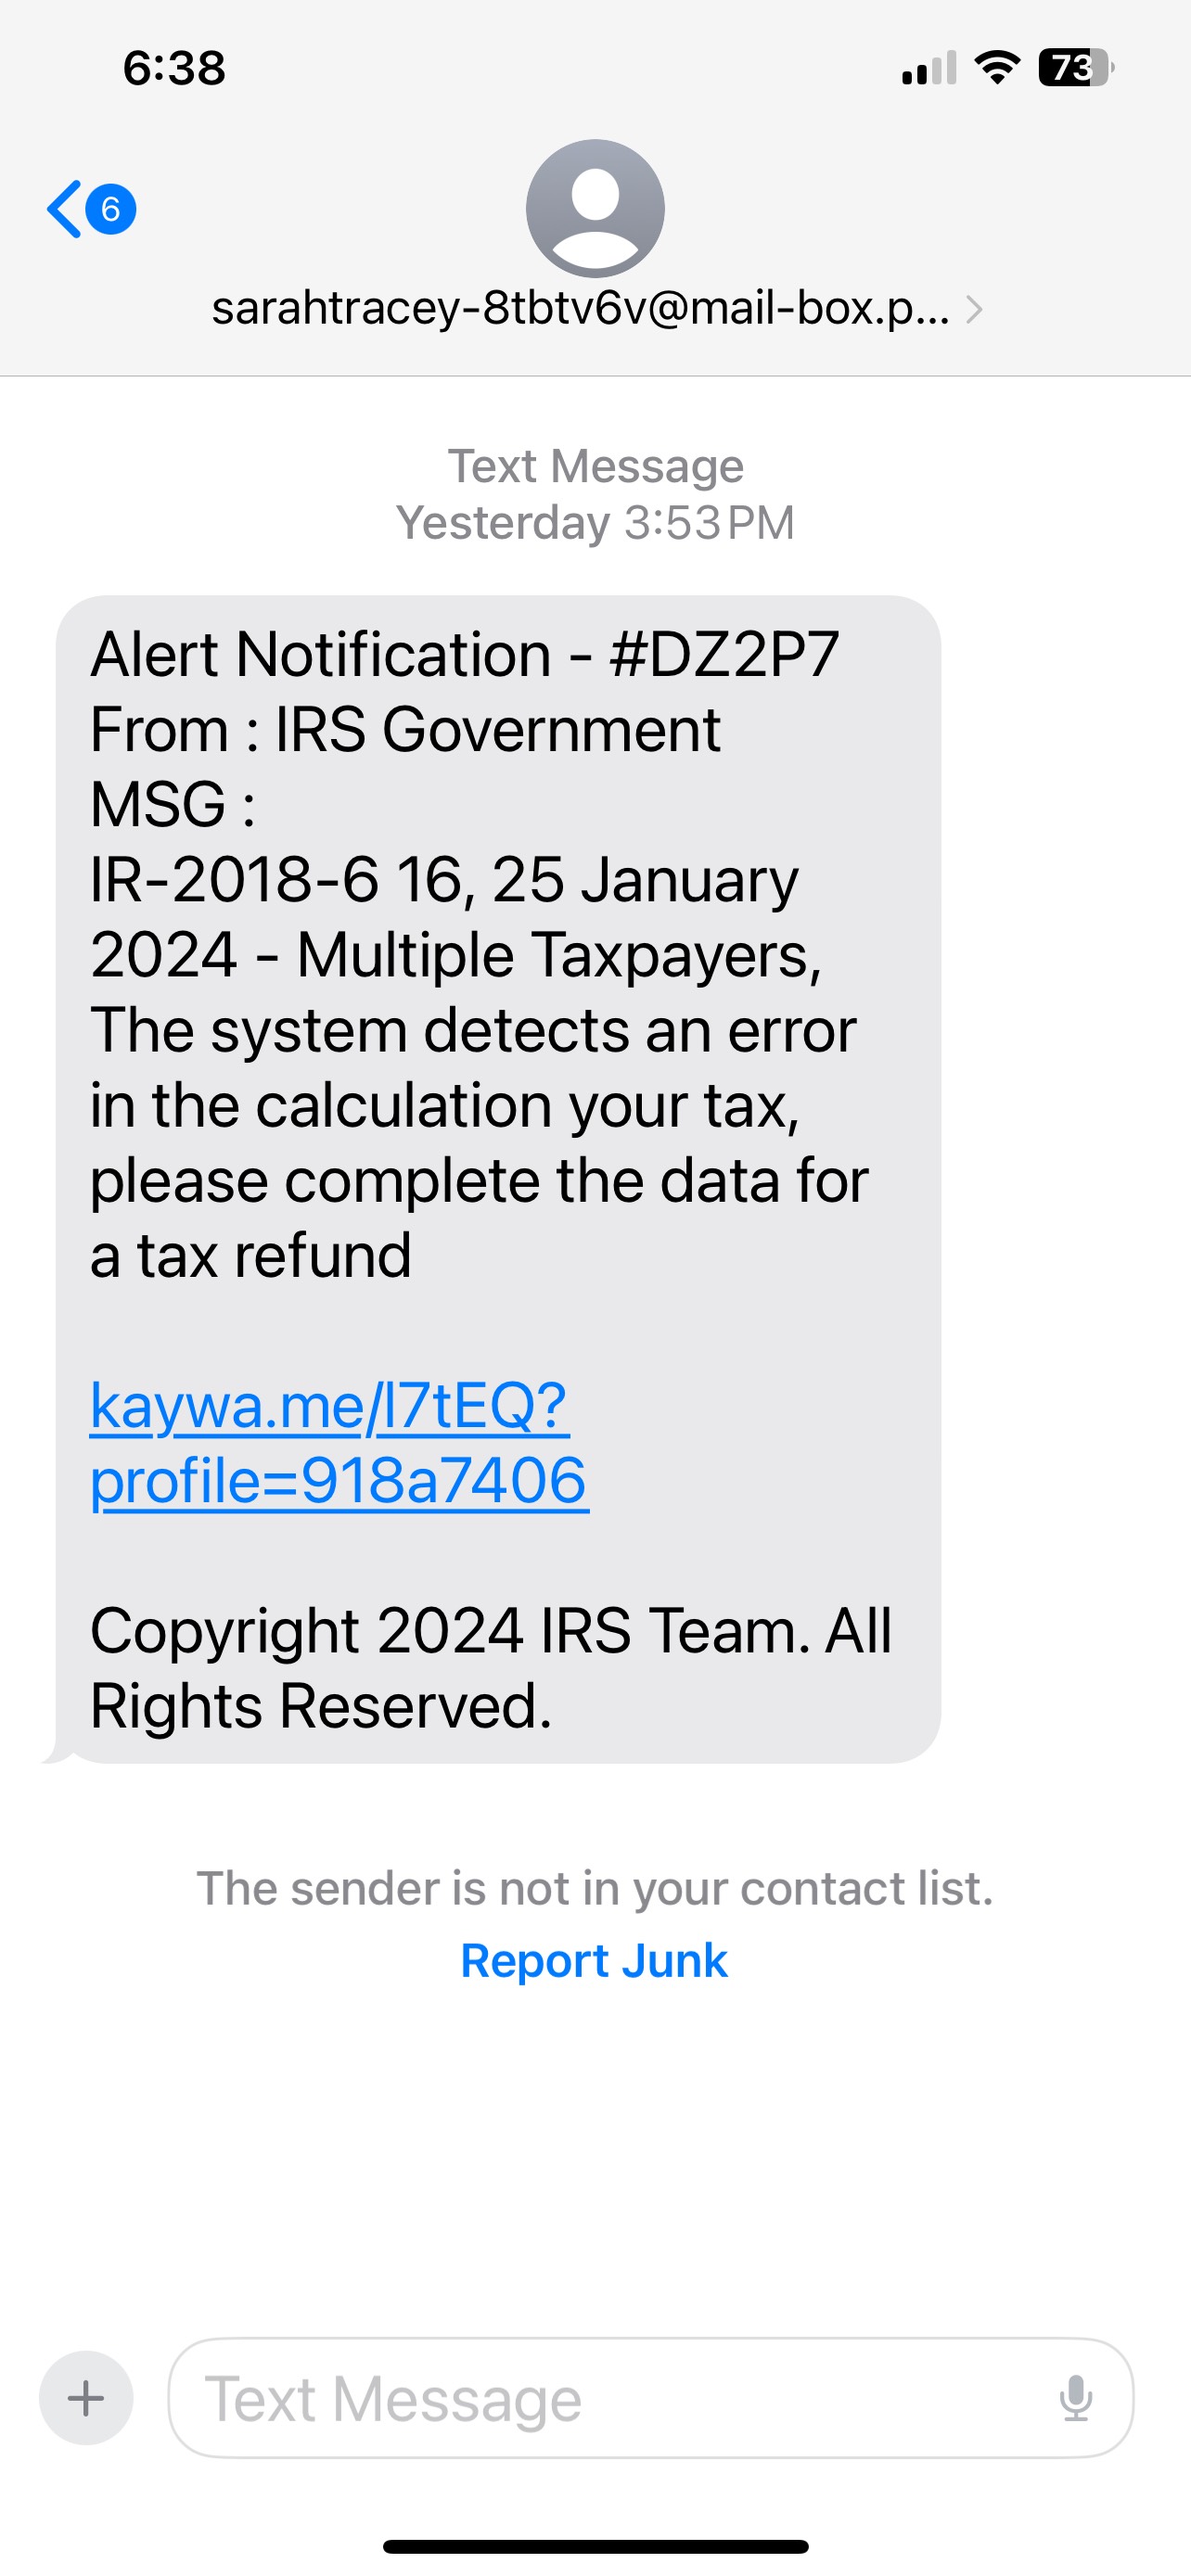 6:38
73
6
sarahtracey-8tbtv6v@mail-box.p...
Text Message
Yesterday 3:53 PM
Alert Notification - #DZ2P7
From : IRS Government
MSG :
IR-2018-6 16, 25 January
2024 - Multiple Taxpayers,
The system detects an error
in the calculation your tax,
please complete the data for
a tax refund
kaywa.me/l7tEQ?
profile=918a7406
Copyright 2024 IRS Team. All
Rights Reserved.
The sender is not in your contact list.
Report Junk
Text Message